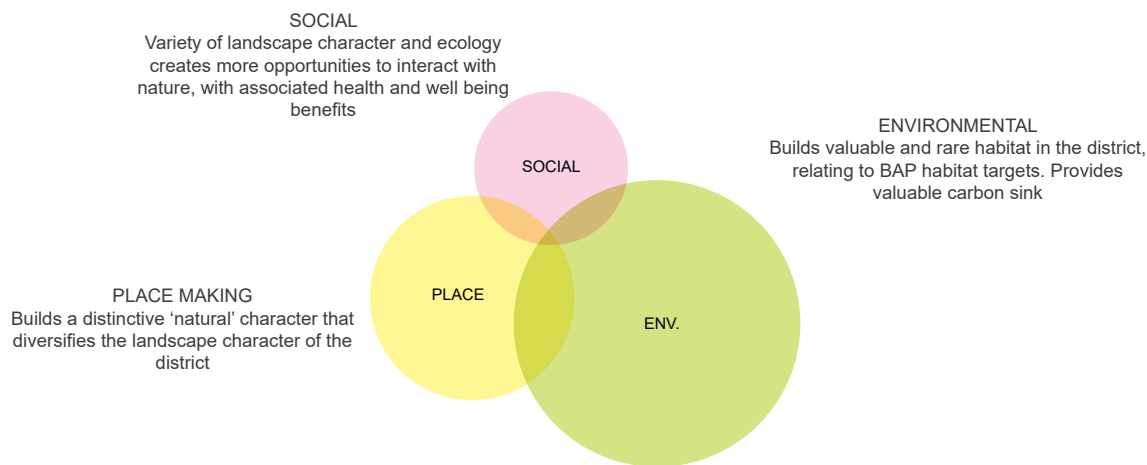 SOCIAL
Variety of landscape character and ecology
creates more opportunities to interact with
nature, with associated health and well being
benefits
ENVIRONMENTAL
Builds valuable and rare habitat in the district,
relating to BAP habitat targets. Provides
valuable carbon sink
SOCIAL
PLACE MAKING
Builds a distinctive ‘natural’ character that
diversifies the landscape character of the
district
PLACE
ENV.